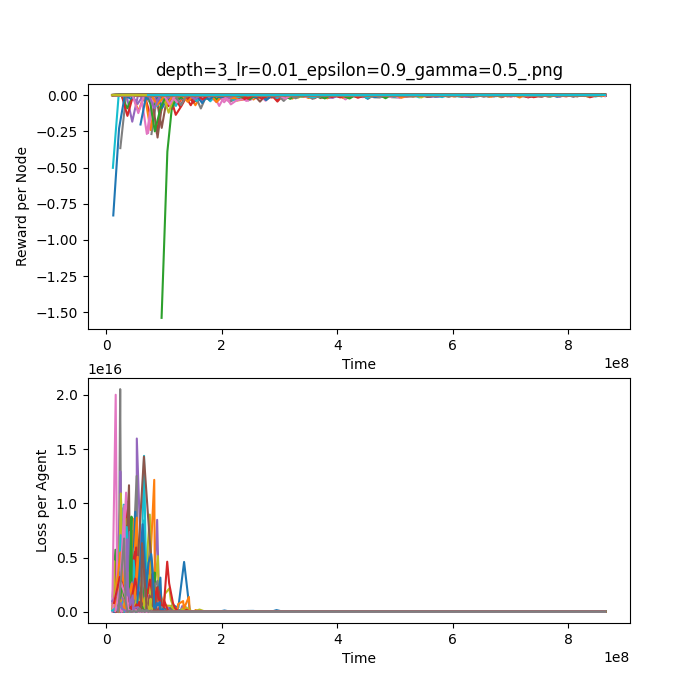 depth=3_lr=0.01_epsilon=0.9_gamma=0.5_.png
0.00
−0.25
−0.50
−0.75
−1.00
−1.25
−1.50
Reward per Node
0 2 4 6 8
Time
1e8
1e16
2.0
1.5
1.0
0.5
0.0
Loss per Agent
0 2 4 6 8
Time
1e8